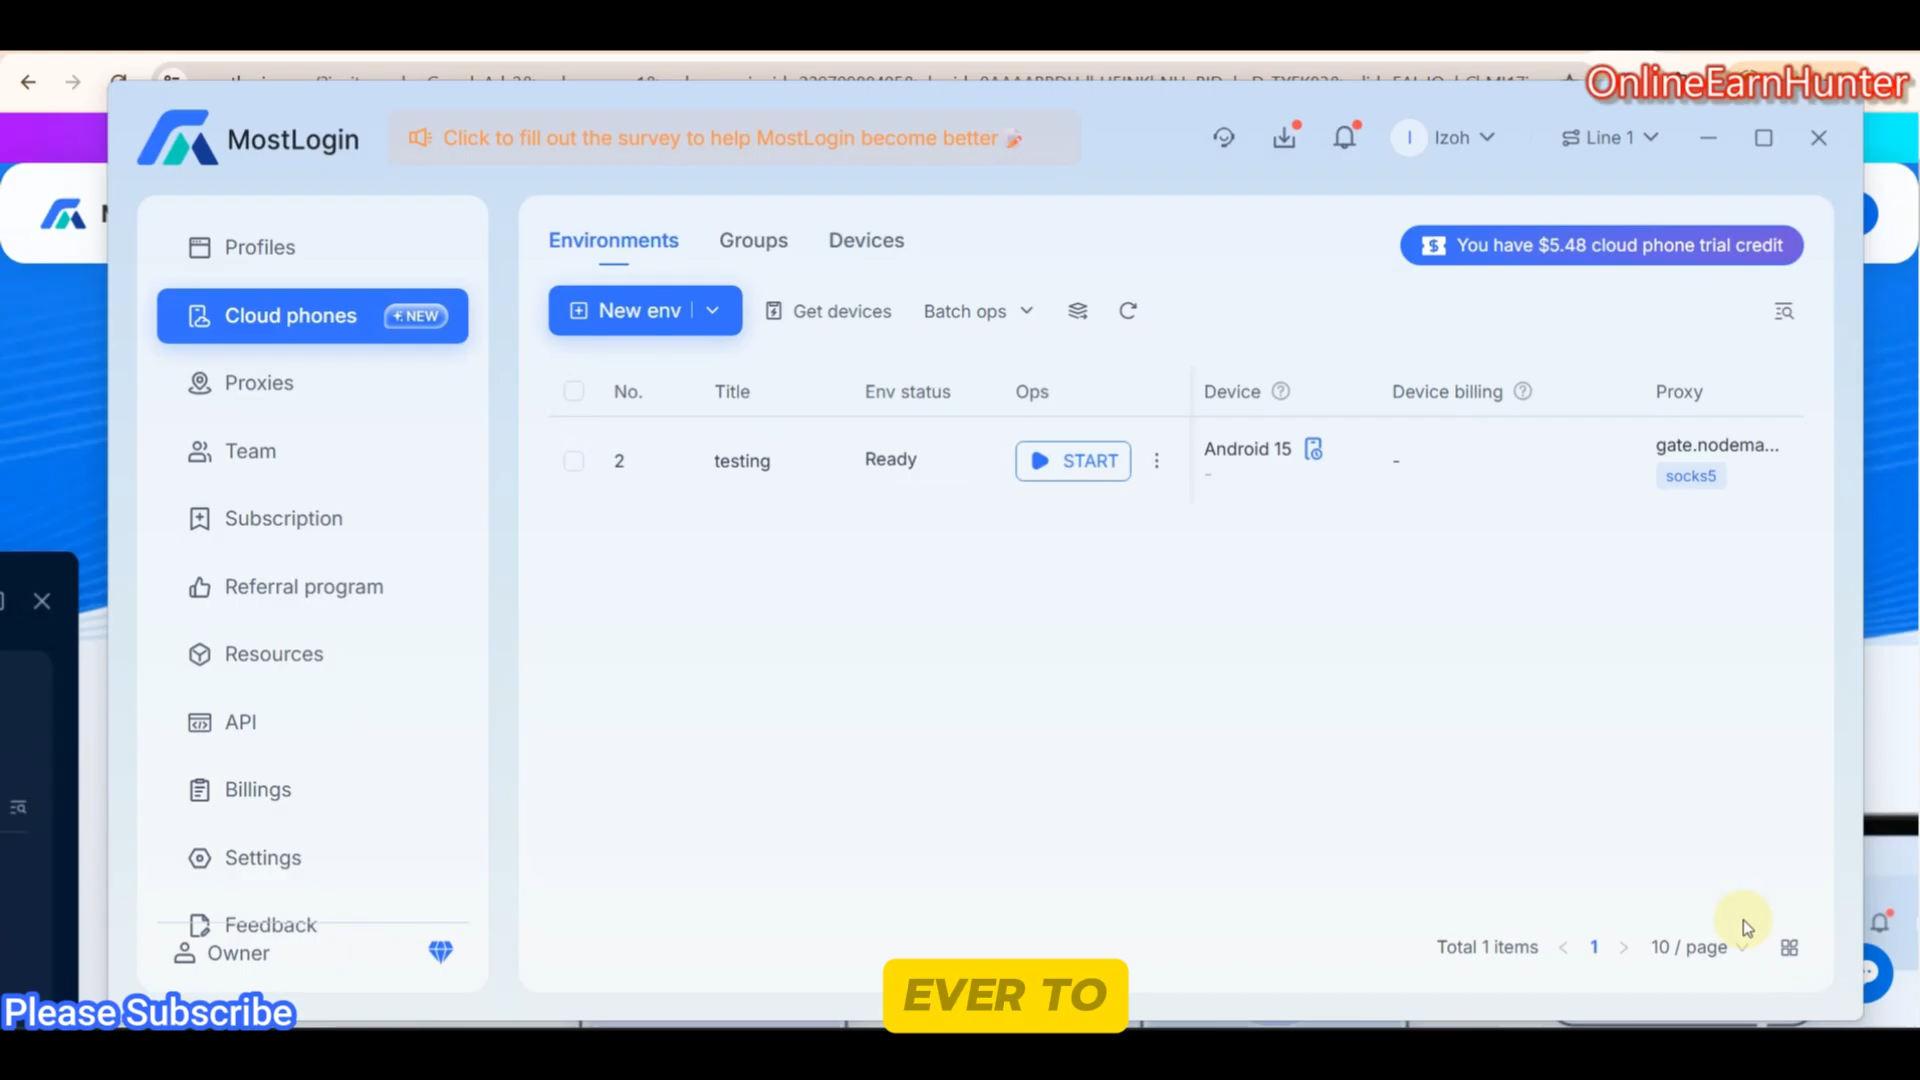 OnlineEarnHunter
MostLogin
Click to fill out the survey to help MostLogin become better
I Izoh
Line 1
Profiles
Cloud phones NEW
Proxies
Team
Subscription
Referral program
Resources
API
Billings
Settings
Feedback
Owner
Environments Groups Devices
You have $5.48 cloud phone trial credit
New env Get devices Batch ops
No. Title Env status Ops Device Device billing Proxy
2 testing Ready START Android 15 - gate.nodema...
- socks5
Total 1 items < 1 > 10 / page
EVER TO
Please Subscribe